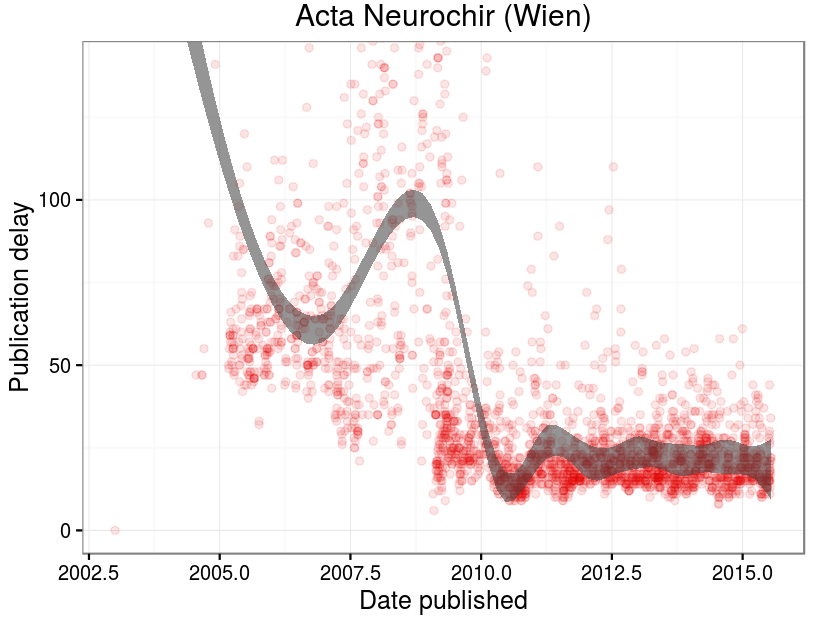 Acta Neurochir (Wien)
Publication delay
100
50
0
2002.5 2005.0 2007.5 2010.0 2012.5 2015.0
Date published